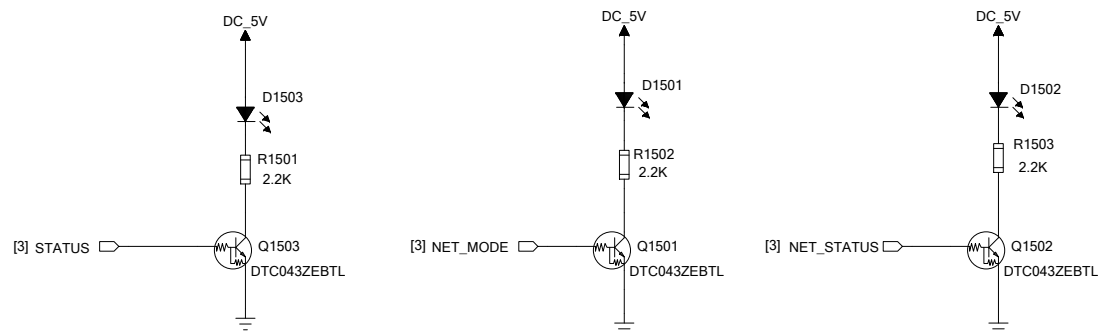 DC_5V
D1503
R1501
2.2K
[3] STATUS
Q1503
DTC043ZEBTL
DC_5V
D1501
R1502
2.2K
[3] NET_MODE
Q1501
DTC043ZEBTL
DC_5V
D1502
R1503
2.2K
[3] NET_STATUS
Q1502
DTC043ZEBTL